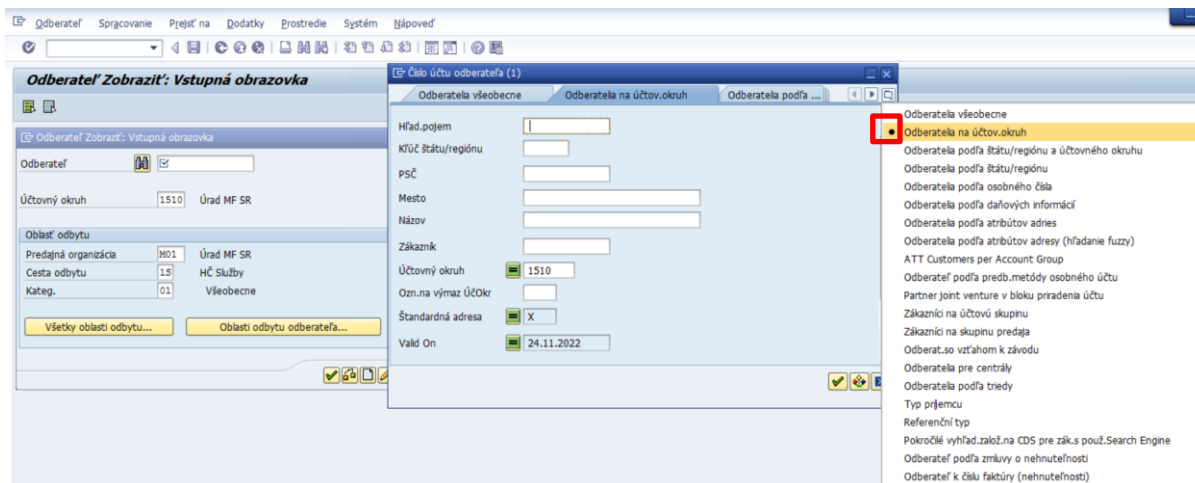 Odberateľ Spracovanie Prejsť na Dodatky Prostredie Systém Nápoveď
Odberateľ Zobraziť: Vstupná obrazovka
Odberateľ Zobraziť: Vstupná obrazovka
Odberateľ
Účtovný okruh 1510 Úrad MF SR
Oblasť odbytu
Predajná organizácia M01 Úrad MF SR
Cesta odbytu 1S HČ Služby
Kateg. 01 Všeobecne
Všetky oblasti odbytu... Oblasti odbytu odberateľa...
Číslo účtu odberateľa (1)
Odberatelia všeobecne Odberatelia na účtov.okruh Odberatelia podľa ...
Hľad.pojem
Kľúč štátu/regiónu
PSČ
Mesto
Názov
Zákazník
Účtovný okruh 1510
Ozn.na výmaz ÚčOkr
Štandardná adresa X
Valid On 24.11.2022
Odberatelia všeobecne
Odberatelia na účtov.okruh
Odberatelia podľa štátu/regiónu a účtovného okruhu
Odberatelia podľa štátu/regiónu
Odberatelia podľa osobného čísla
Odberatelia podľa daňových informácií
Odberatelia podľa atribútov adries
Odberatelia podľa atribútov adresy (hľadanie fuzzy)
ATT Customers per Account Group
Odberateľ podľa predb.metódy osobného účtu
Partner joint venture v bloku priradenia účtu
Zákazníci na účtovú skupinu
Zákazníci na skupinu predaja
Odberat.so vzťahom k závodu
Odberatelia pre centrály
Odberatelia podľa triedy
Typ príjemcu
Referenční typ
Pokročilé vyhľad.založ.na CDS pre zák.s použ.Search Engine
Odberateľ podľa zmluvy o nehnuteľnosti
Odberateľ k číslu faktúry (nehnuteľnosti)